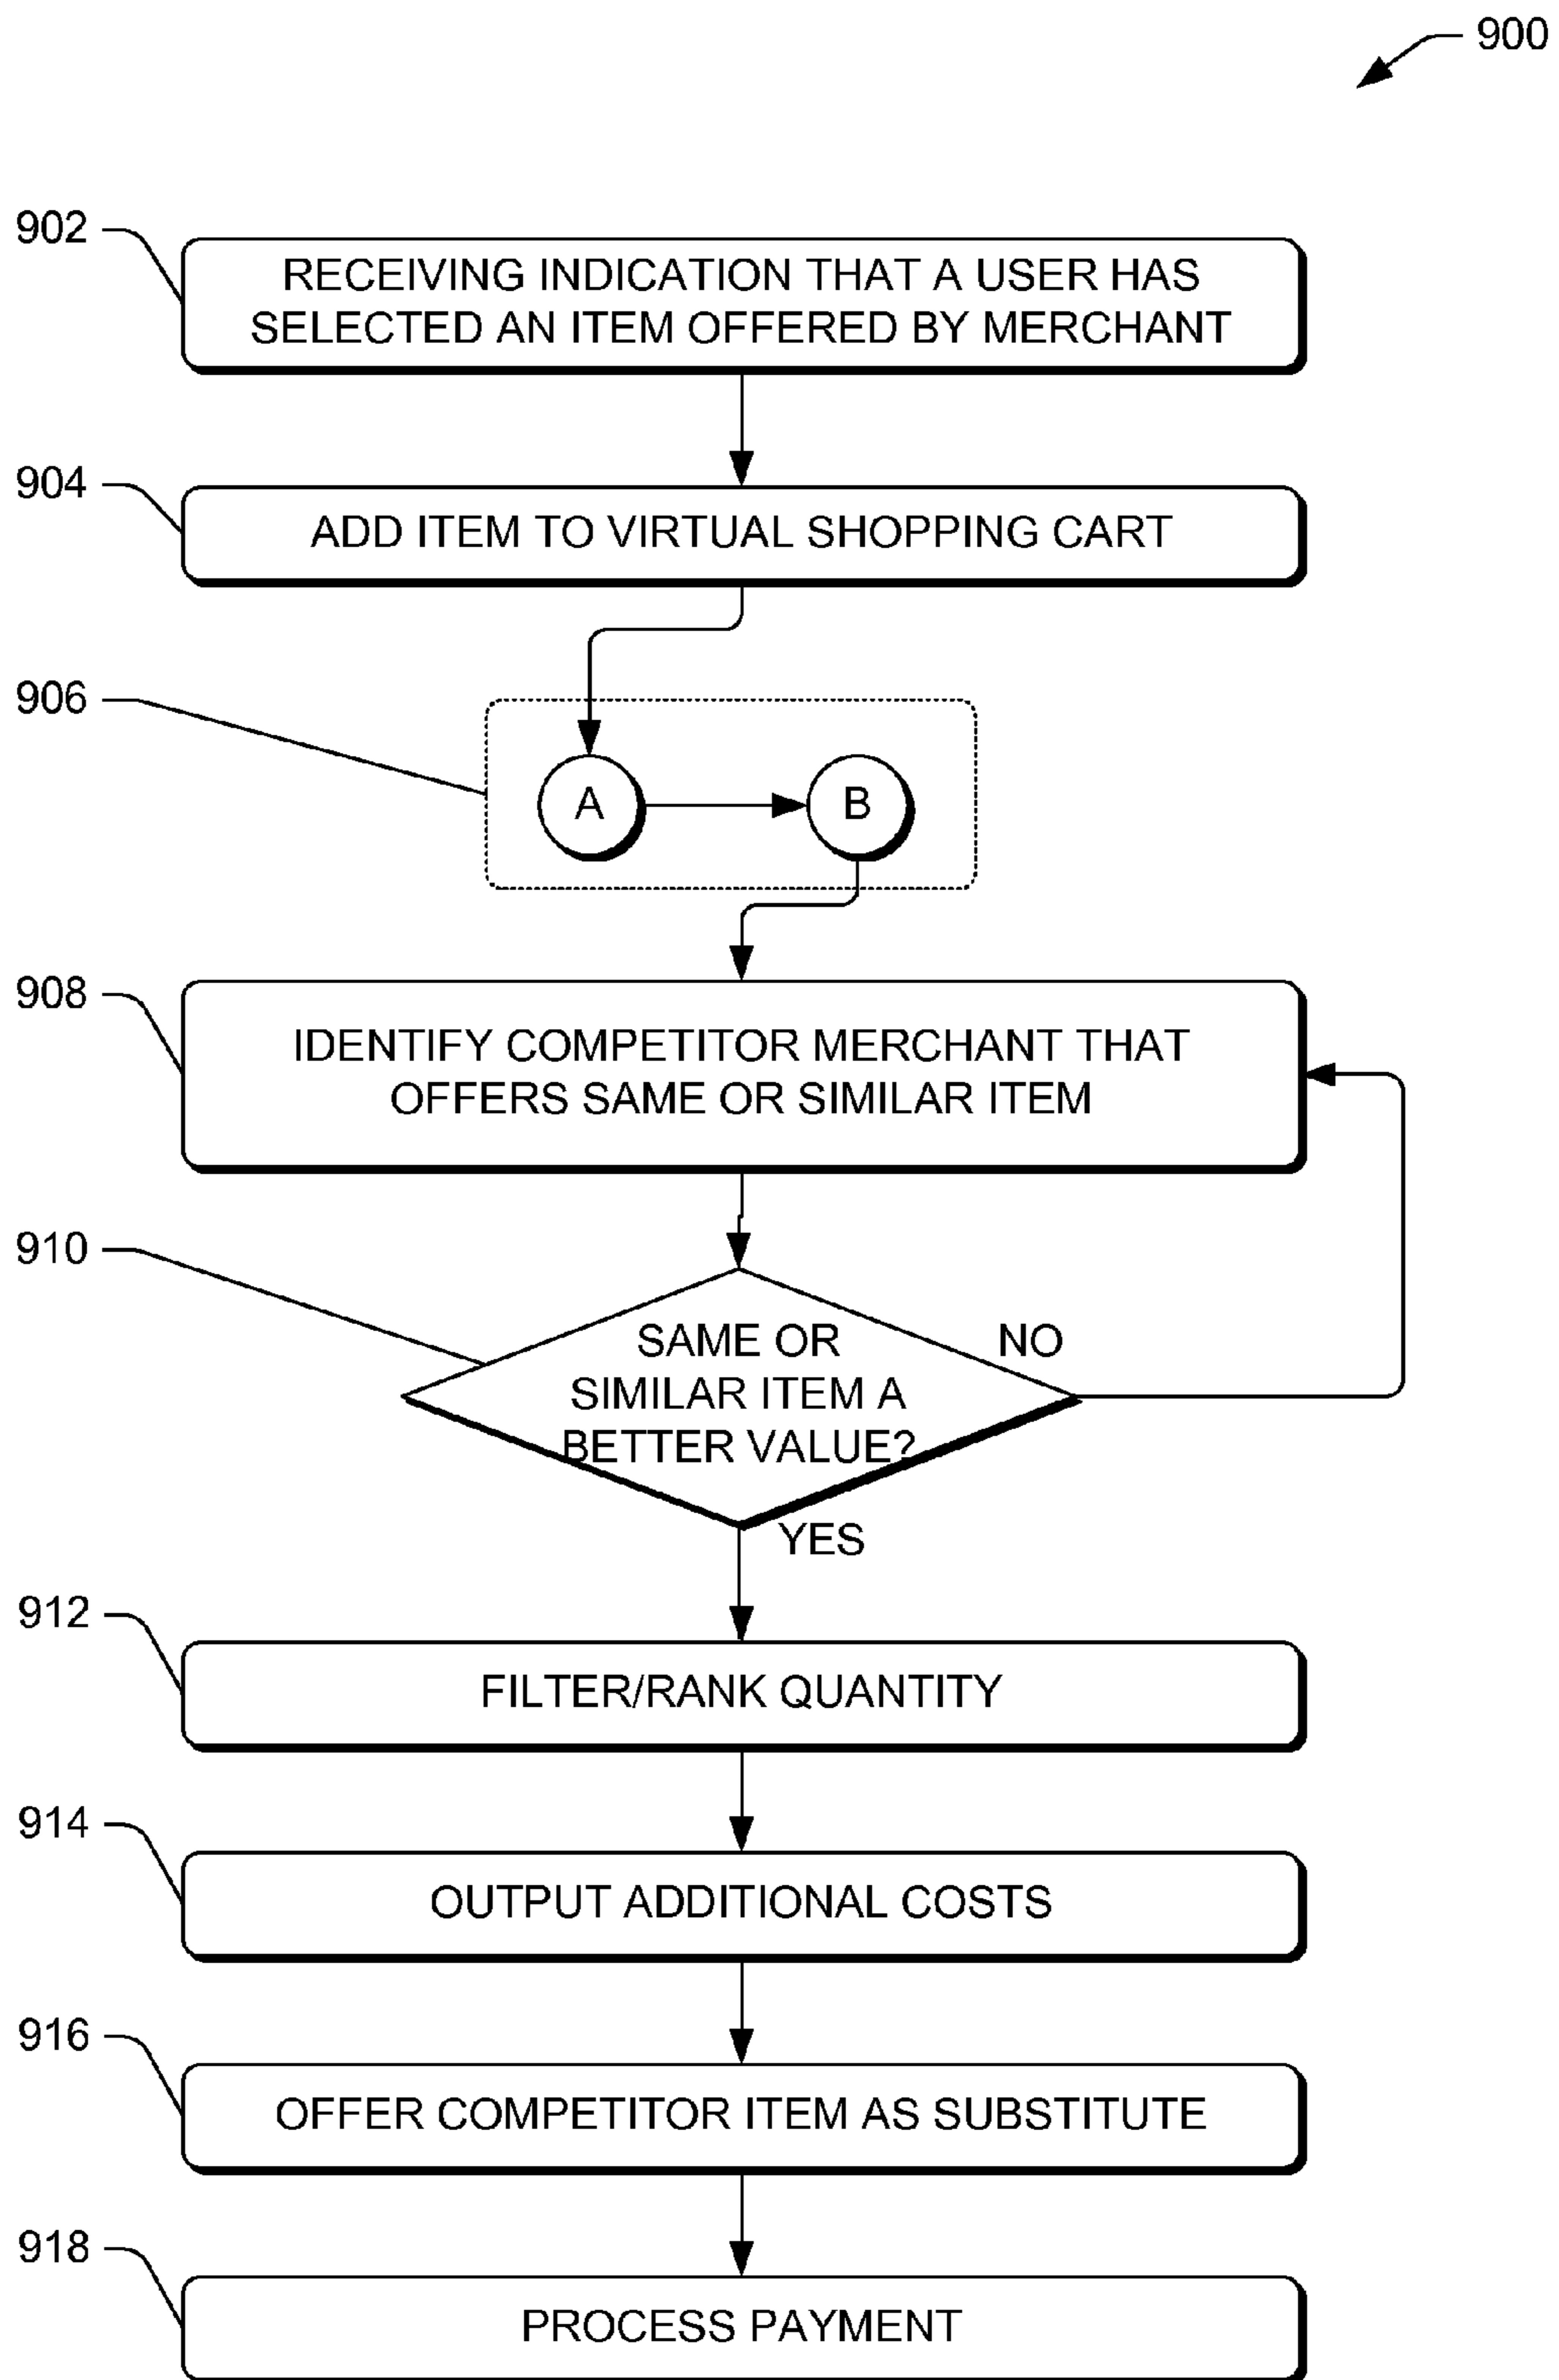 900
902
RECEIVING INDICATION THAT A USER HAS
SELECTED AN ITEM OFFERED BY MERCHANT
904
ADD ITEM TO VIRTUAL SHOPPING CART
906
A
B
908
IDENTIFY COMPETITOR MERCHANT THAT
OFFERS SAME OR SIMILAR ITEM
910
SAME OR
SIMILAR ITEM A
BETTER VALUE?
NO
YES
912
FILTER/RANK QUANTITY
914
OUTPUT ADDITIONAL COSTS
916
OFFER COMPETITOR ITEM AS SUBSTITUTE
918
PROCESS PAYMENT